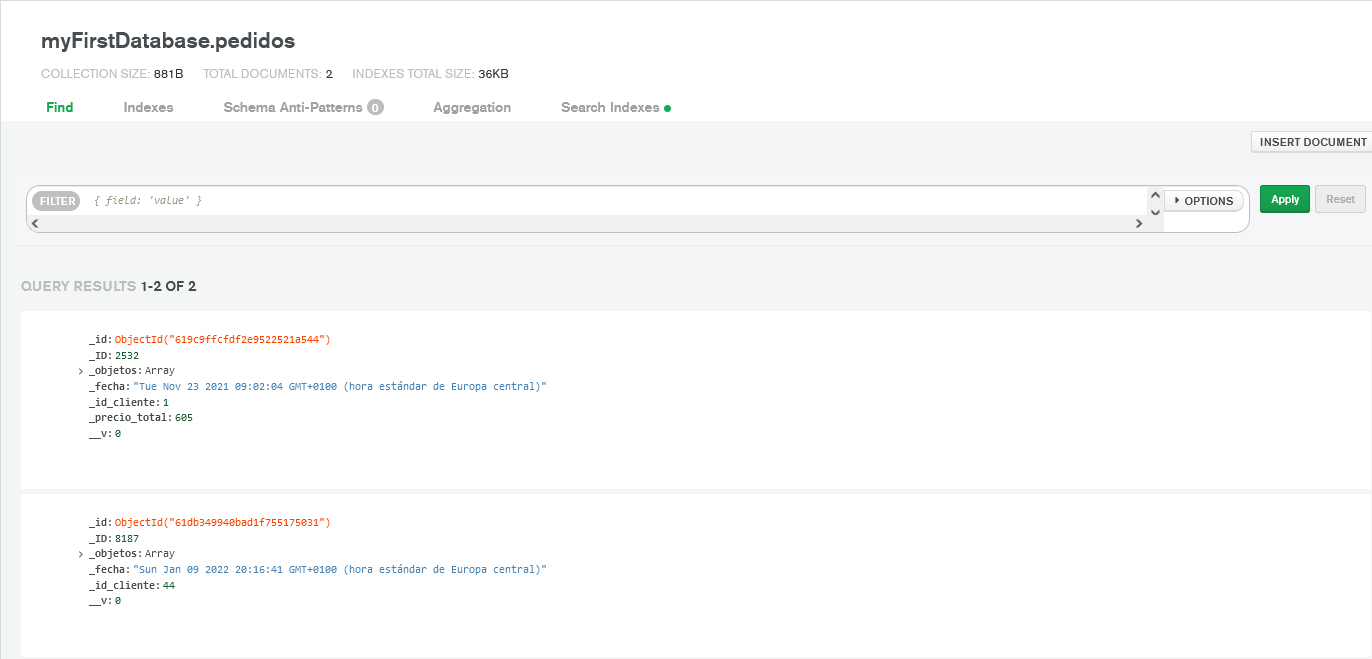 myFirstDatabase.pedidos
COLLECTION SIZE: 881B TOTAL DOCUMENTS: 2 INDEXES TOTAL SIZE: 36KB
Find Indexes Schema Anti-Patterns 0 Aggregation Search Indexes
INSERT DOCUMENT
FILTER { field: 'value' } OPTIONS Apply Reset
QUERY RESULTS 1-2 OF 2
_id: ObjectId("619c9ffcfdf2e9522521a544")
_ID: 2532
_objetos: Array
_fecha: "Tue Nov 23 2021 09:02:04 GMT+0100 (hora estándar de Europa central)"
_id_cliente: 1
_precio_total: 605
__v: 0
_id: ObjectId("61db349940bad1f755175031")
_ID: 8187
_objetos: Array
_fecha: "Sun Jan 09 2022 20:16:41 GMT+0100 (hora estándar de Europa central)"
_id_cliente: 44
__v: 0